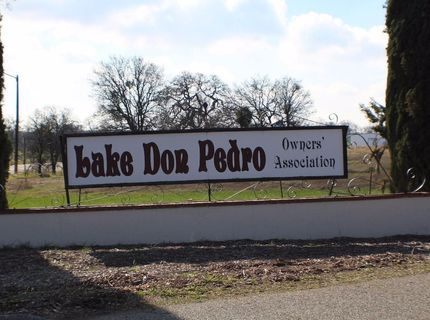 Lake Don Pedro
Owners'
Association